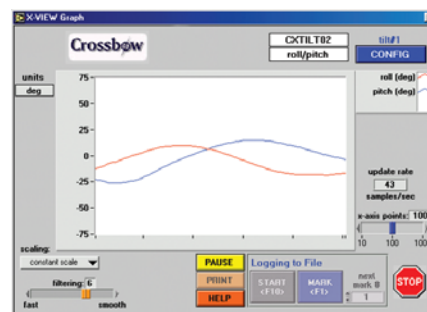 X-VIEW Graph
Crossbow
CXTILT02
roll/pitch
tilt#1
CONFIG
units
deg
75
50
25
0
-25
-50
-75
roll (deg)
pitch (deg)
update rate
43
samples/sec
x-axis points: 100
10 100 1000
scaling:
constant scale
filtering: 6
fast smooth
PAUSE
PRINT
HELP
Logging to File
START
<F10>
MARK
<F1>
next
mark #
1
STOP